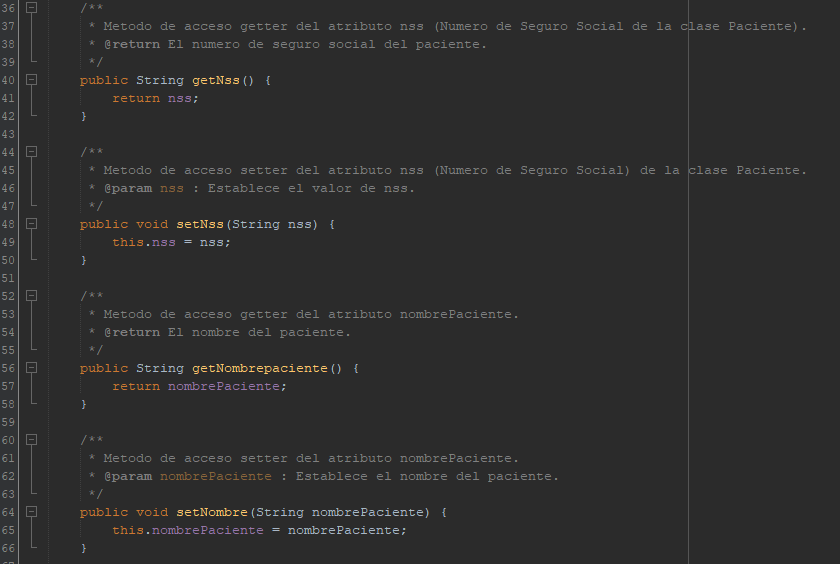 36 /**
37 * Metodo de acceso getter del atributo nss (Numero de Seguro Social de la clase Paciente).
38 * @return El numero de seguro social del paciente.
39 */
40 public String getNss() {
41 return nss;
42 }
43
44 /**
45 * Metodo de acceso setter del atributo nss (Numero de Seguro Social) de la clase Paciente.
46 * @param nss : Establece el valor de nss.
47 */
48 public void setNss(String nss) {
49 this.nss = nss;
50 }
51
52 /**
53 * Metodo de acceso getter del atributo nombrePaciente.
54 * @return El nombre del paciente.
55 */
56 public String getNombrepaciente() {
57 return nombrePaciente;
58 }
59
60 /**
61 * Metodo de acceso setter del atributo nombrePaciente.
62 * @param nombrePaciente : Establece el nombre del paciente.
63 */
64 public void setNombre(String nombrePaciente) {
65 this.nombrePaciente = nombrePaciente;
66 }